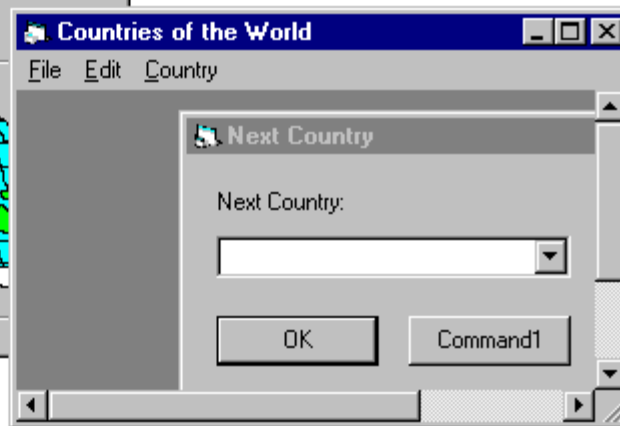 Countries of the World
File Edit Country
Next Country
Next Country:
OK Command1